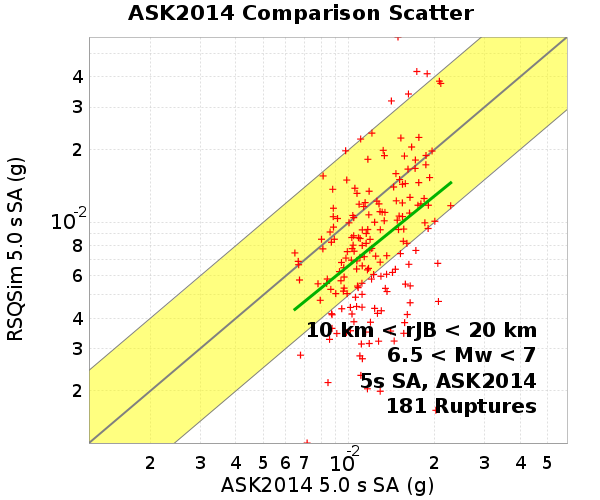 ASK2014 Comparison Scatter
RSQSim 5.0 s SA (g)
4
3
2
10-2
8
6
4
3
2
10 km < rJB < 20 km
6.5 < Mw < 7
5s SA, ASK2014
181 Ruptures
2 3 4 5 6 7 10-2 2 3 4 5
ASK2014 5.0 s SA (g)